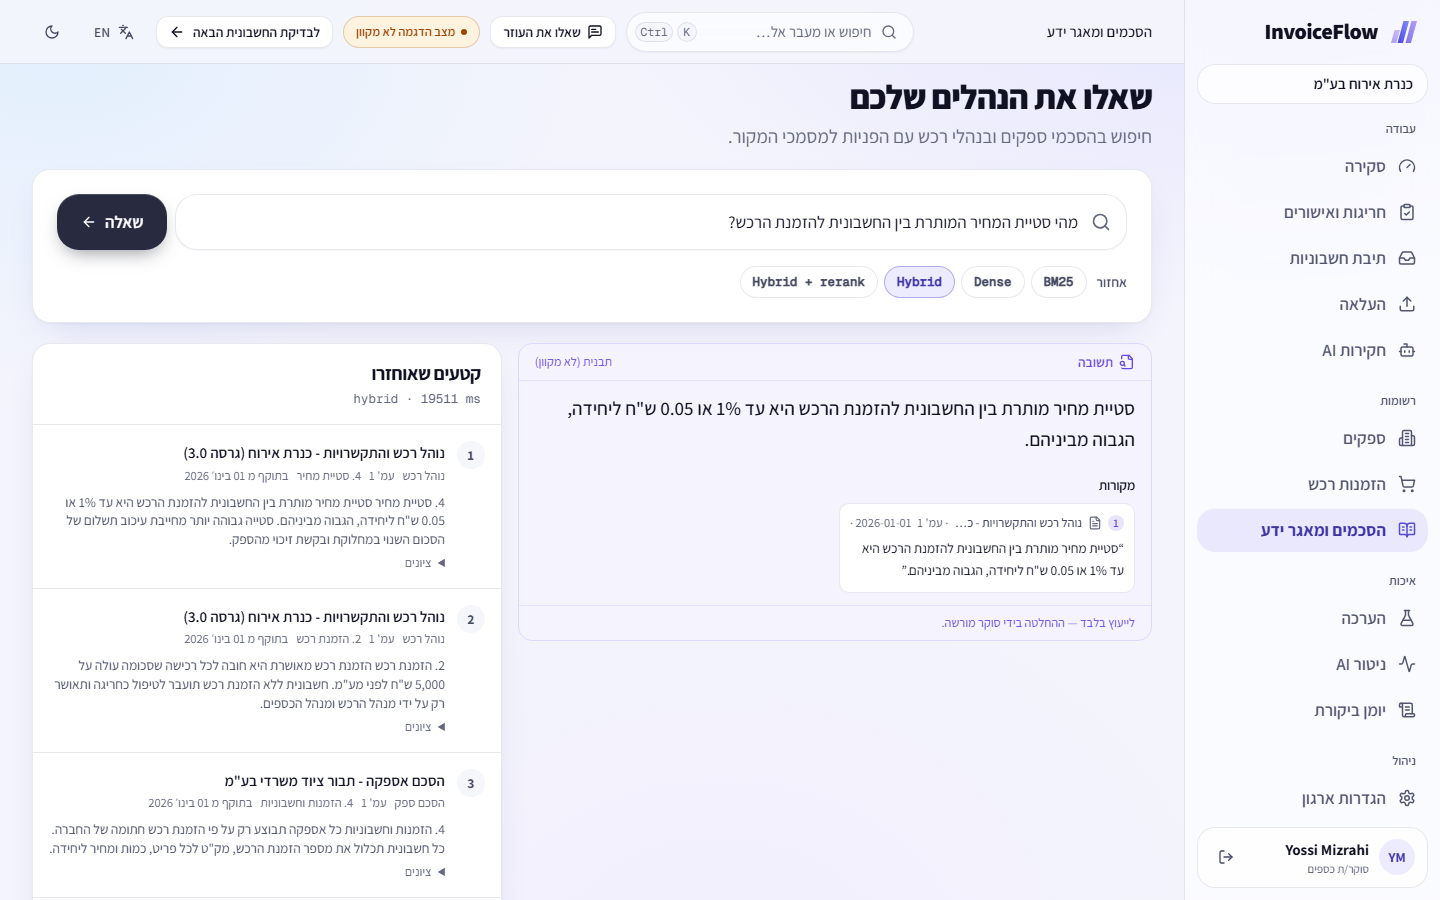 InvoiceFlow
כנרת אירוח בע"מ
עבודה
סקירה
חריגות ואישורים
תיבת חשבוניות
העלאה
חקירות AI
רשומות
ספקים
הזמנות רכש
הסכמים ומאגר ידע
איכות
הערכה
ניטור AI
יומן ביקורת
ניהול
הגדרות ארגון
YM
Yossi Mizrahi
סוקר/ת כספים
הסכמים ומאגר ידע
חיפוש או מעבר אל…
Ctrl K
שאלו את העוזר
מצב הדגמה לא מקוון
לבדיקת החשבונית הבאה
EN
שאלו את הנהלים שלכם
חיפוש בהסכמי ספקים ובנהלי רכש עם הפניות למסמכי המקור.
מהי סטיית המחיר המותרת בין החשבונית להזמנת הרכש?
שאלה
אחזור
BM25
Dense
Hybrid
Hybrid + rerank
תשובה
תבנית (לא מקוון)
סטיית מחיר מותרת בין החשבונית להזמנת הרכש היא עד 1% או 0.05 ש"ח ליחידה,
הגבוה מביניהם.
מקורות
1 נוהל רכש והתקשרויות - כ… · עמ' 1 · 2026-01-01
“סטיית מחיר מותרת בין החשבונית להזמנת הרכש היא
עד 1% או 0.05 ש"ח ליחידה, הגבוה מביניהם.”
לייעוץ בלבד — ההחלטה בידי סוקר מורשה.
קטעים שאוחזרו
hybrid · 19511 ms
1
נוהל רכש והתקשרויות - כנרת אירוח (גרסה 3.0)
נוהל רכש עמ' 1 4. סטיית מחיר בתוקף מ 01 בינו׳ 2026
4. סטיית מחיר סטיית מחיר מותרת בין החשבונית להזמנת הרכש היא עד 1% או
0.05 ש"ח ליחידה, הגבוה מביניהם. סטייה גבוהה יותר מחייבת עיכוב תשלום של
הסכום השנוי במחלוקת ובקשת זיכוי מהספק.
ציונים
2
נוהל רכש והתקשרויות - כנרת אירוח (גרסה 3.0)
נוהל רכש עמ' 1 2. הזמנת רכש בתוקף מ 01 בינו׳ 2026
2. הזמנת רכש הזמנת רכש מאושרת היא חובה לכל רכישה שסכומה עולה על
5,000 ש"ח לפני מע"מ. חשבונית ללא הזמנת רכש תועבר לטיפול כחריגה ותאושר
רק על ידי מנהל הרכש ומנהל הכספים.
ציונים
3
הסכם אספקה - תבור ציוד משרדי בע"מ
הסכם ספק עמ' 1 4. הזמנות וחשבוניות בתוקף מ 01 בינו׳ 2026
4. הזמנות וחשבוניות כל אספקה תבוצע רק על פי הזמנת רכש חתומה של החברה.
כל חשבונית תכלול את מספר הזמנת הרכש, מק"ט לכל פריט, כמות ומחיר ליחידה.
ציונים